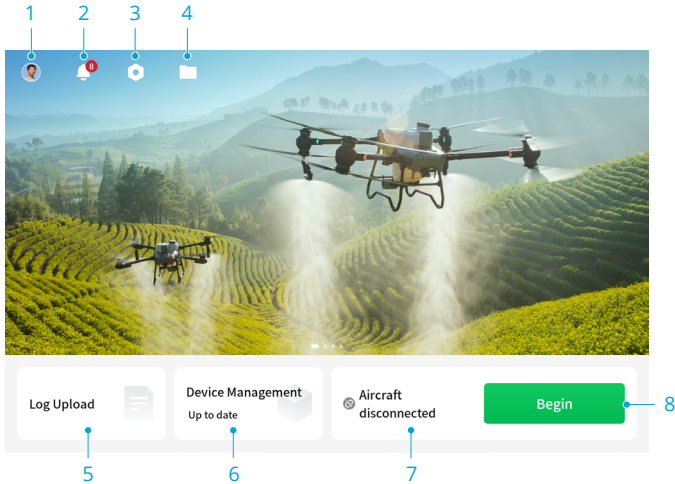 1 2 3 4
8
Log Upload
Device Management
Up to date
Aircraft
disconnected
Begin
8
5 6 7